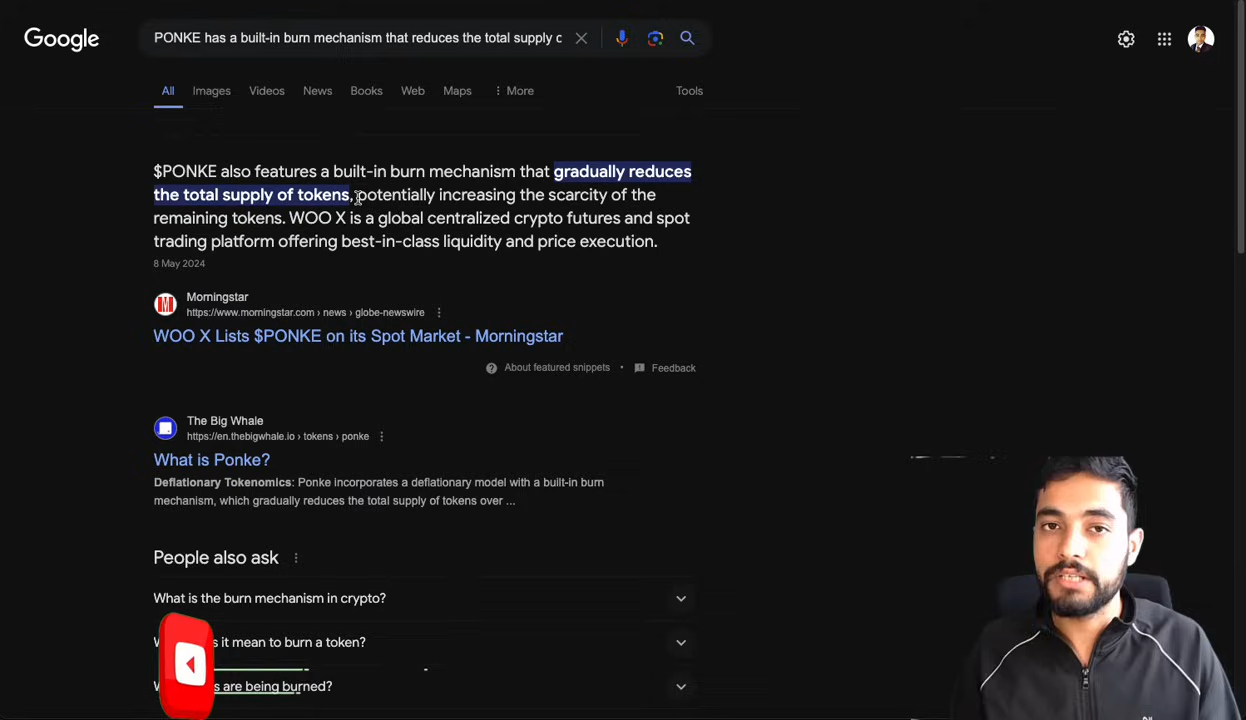 Google
PONKE has a built-in burn mechanism that reduces the total supply c
All Images Videos News Books Web Maps More Tools
$PONKE also features a built-in burn mechanism that gradually reduces
the total supply of tokens, potentially increasing the scarcity of the
remaining tokens. WOO X is a global centralized crypto futures and spot
trading platform offering best-in-class liquidity and price execution.
8 May 2024
Morningstar
https://www.morningstar.com › news › globe-newswire
WOO X Lists $PONKE on its Spot Market - Morningstar
About featured snippets • Feedback
The Big Whale
https://en.thebigwhale.io › tokens › ponke
What is Ponke?
Deflationary Tokenomics: Ponke incorporates a deflationary model with a built-in burn
mechanism, which gradually reduces the total supply of tokens over ...
People also ask
What is the burn mechanism in crypto?
it mean to burn a token?
are being burned?